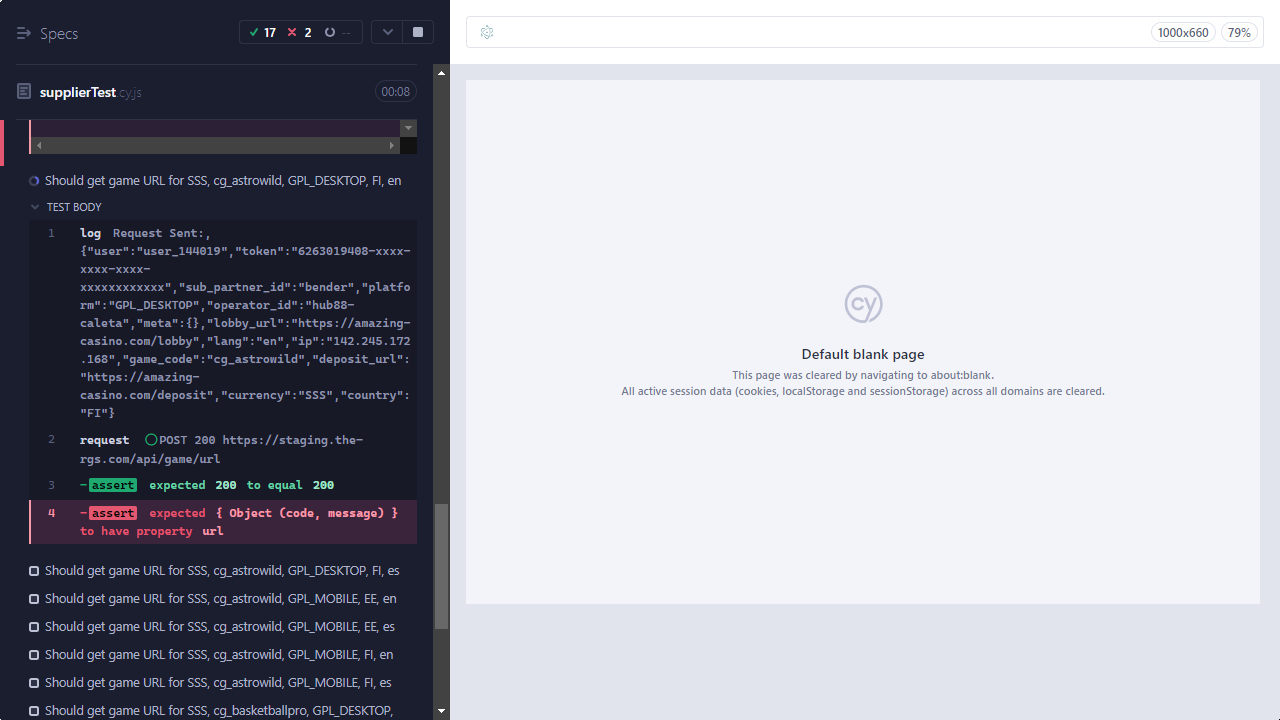 Specs
17 2 --
1000x660 79%
supplierTest.cy.js 00:08
Should get game URL for SSS, cg_astrowild, GPL_DESKTOP, FI, en
TEST BODY
1 log Request Sent:,
{"user":"user_144019","token":"6263019408-xxxx-
xxxx-xxxx-
xxxxxxxxxxxx","sub_partner_id":"bender","platfo
rm":"GPL_DESKTOP","operator_id":"hub88-
caleta","meta":{},"lobby_url":"https://amazing-
casino.com/lobby","lang":"en","ip":"142.245.172
.168","game_code":"cg_astrowild","deposit_url":
"https://amazing-
casino.com/deposit","currency":"SSS","country":
"FI"}
2 request POST 200 https://staging.the-
rgs.com/api/game/url
3 -assert expected 200 to equal 200
4 -assert expected { Object (code, message) }
to have property url
Should get game URL for SSS, cg_astrowild, GPL_DESKTOP, FI, es
Should get game URL for SSS, cg_astrowild, GPL_MOBILE, EE, en
Should get game URL for SSS, cg_astrowild, GPL_MOBILE, EE, es
Should get game URL for SSS, cg_astrowild, GPL_MOBILE, FI, en
Should get game URL for SSS, cg_astrowild, GPL_MOBILE, FI, es
Should get game URL for SSS, cg_basketballpro, GPL_DESKTOP,
cy
Default blank page
This page was cleared by navigating to about:blank.
All active session data (cookies, localStorage and sessionStorage) across all domains are cleared.